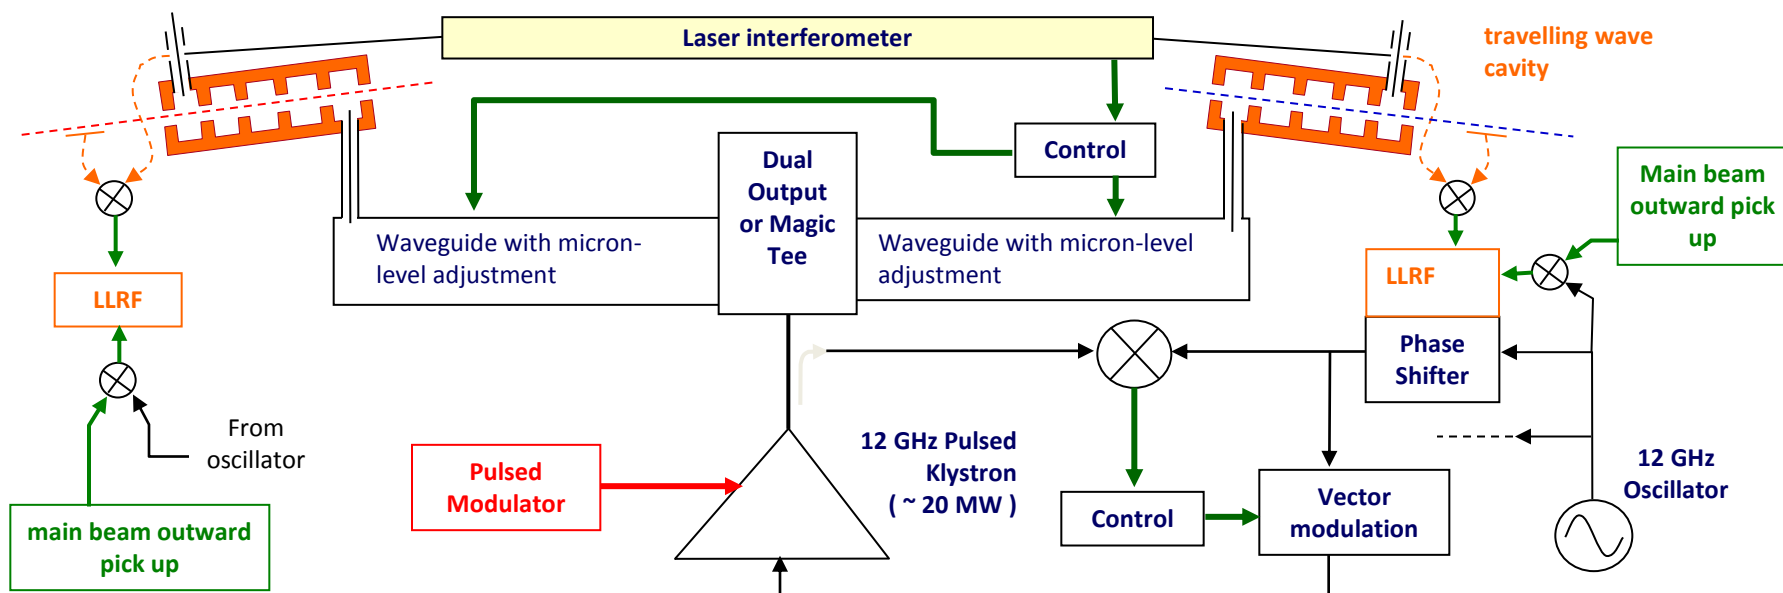 Laser interferometer
travelling wave
cavity
Control
Dual
Output
or Magic
Tee
Main beam
outward pick
up
Waveguide with micron-
level adjustment
Waveguide with micron-level
adjustment
LLRF
LLRF
Phase
Shifter
From
oscillator
12 GHz Pulsed
Klystron
( ~ 20 MW )
Pulsed
Modulator
12 GHz
Oscillator
Control
Vector
modulation
main beam outward
pick up